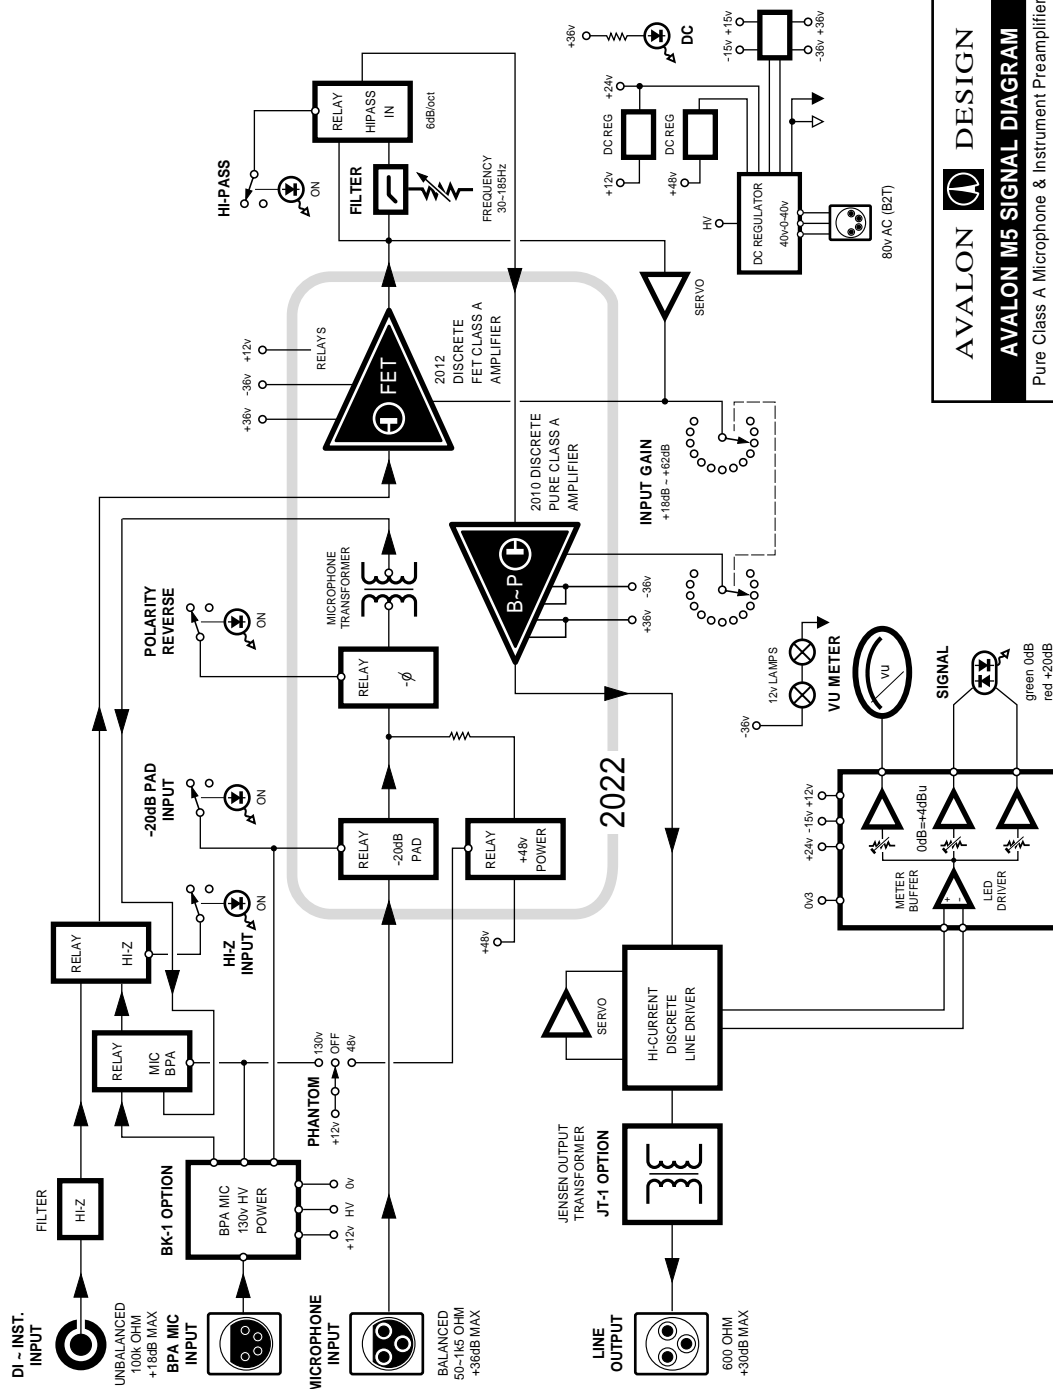 DI ~ INST.
INPUT
UNBALANCED
100k OHM
+18dB MAX
FILTER
HI-Z
BPA MIC
INPUT
BK-1 OPTION
BPA MIC
130v HV
POWER
+12v
HV
0v
RELAY
MIC
BPA
RELAY
HI-Z
HI-Z
INPUT
ON
PHANTOM
130v
OFF
48v
+12v
MICROPHONE
INPUT
BALANCED
50~1k5 OHM
+36dB MAX
-20dB PAD
INPUT
ON
RELAY
-20dB
PAD
RELAY
+48v
POWER
+48v
POLARITY
REVERSE
ON
RELAY
-ø
MICROPHONE
TRANSFORMER
2022
+36v
-36v
+12v
RELAYS
FET
2012
DISCRETE
FET CLASS A
AMPLIFIER
HI-PASS
ON
RELAY
HIPASS
IN
6dB/oct
FILTER
FREQUENCY
30~185Hz
SERVO
B~P
2010 DISCRETE
PURE CLASS A
AMPLIFIER
+36v
-36v
INPUT GAIN
+18dB ~ +62dB
LINE
OUTPUT
600 OHM
+30dB MAX
JENSEN OUTPUT
TRANSFORMER
JT-1 OPTION
HI-CURRENT
DISCRETE
LINE DRIVER
SERVO
0v3
+24v
-15v
+12v
METER
BUFFER
+
-
LED
DRIVER
0dB=+4dBu
-36v
12v LAMPS
VU METER
vu
SIGNAL
green 0dB
red +20dB
+36v
DC
+12v
DC REG
+24v
+48v
DC REG
-15v
+15v
-36v
+36v
HV
DC REGULATOR
40v-0-40v
80v AC (B2T)
AVALON DESIGN
AVALON M5 SIGNAL DIAGRAM
Pure Class A Microphone & Instrument Preamplifier